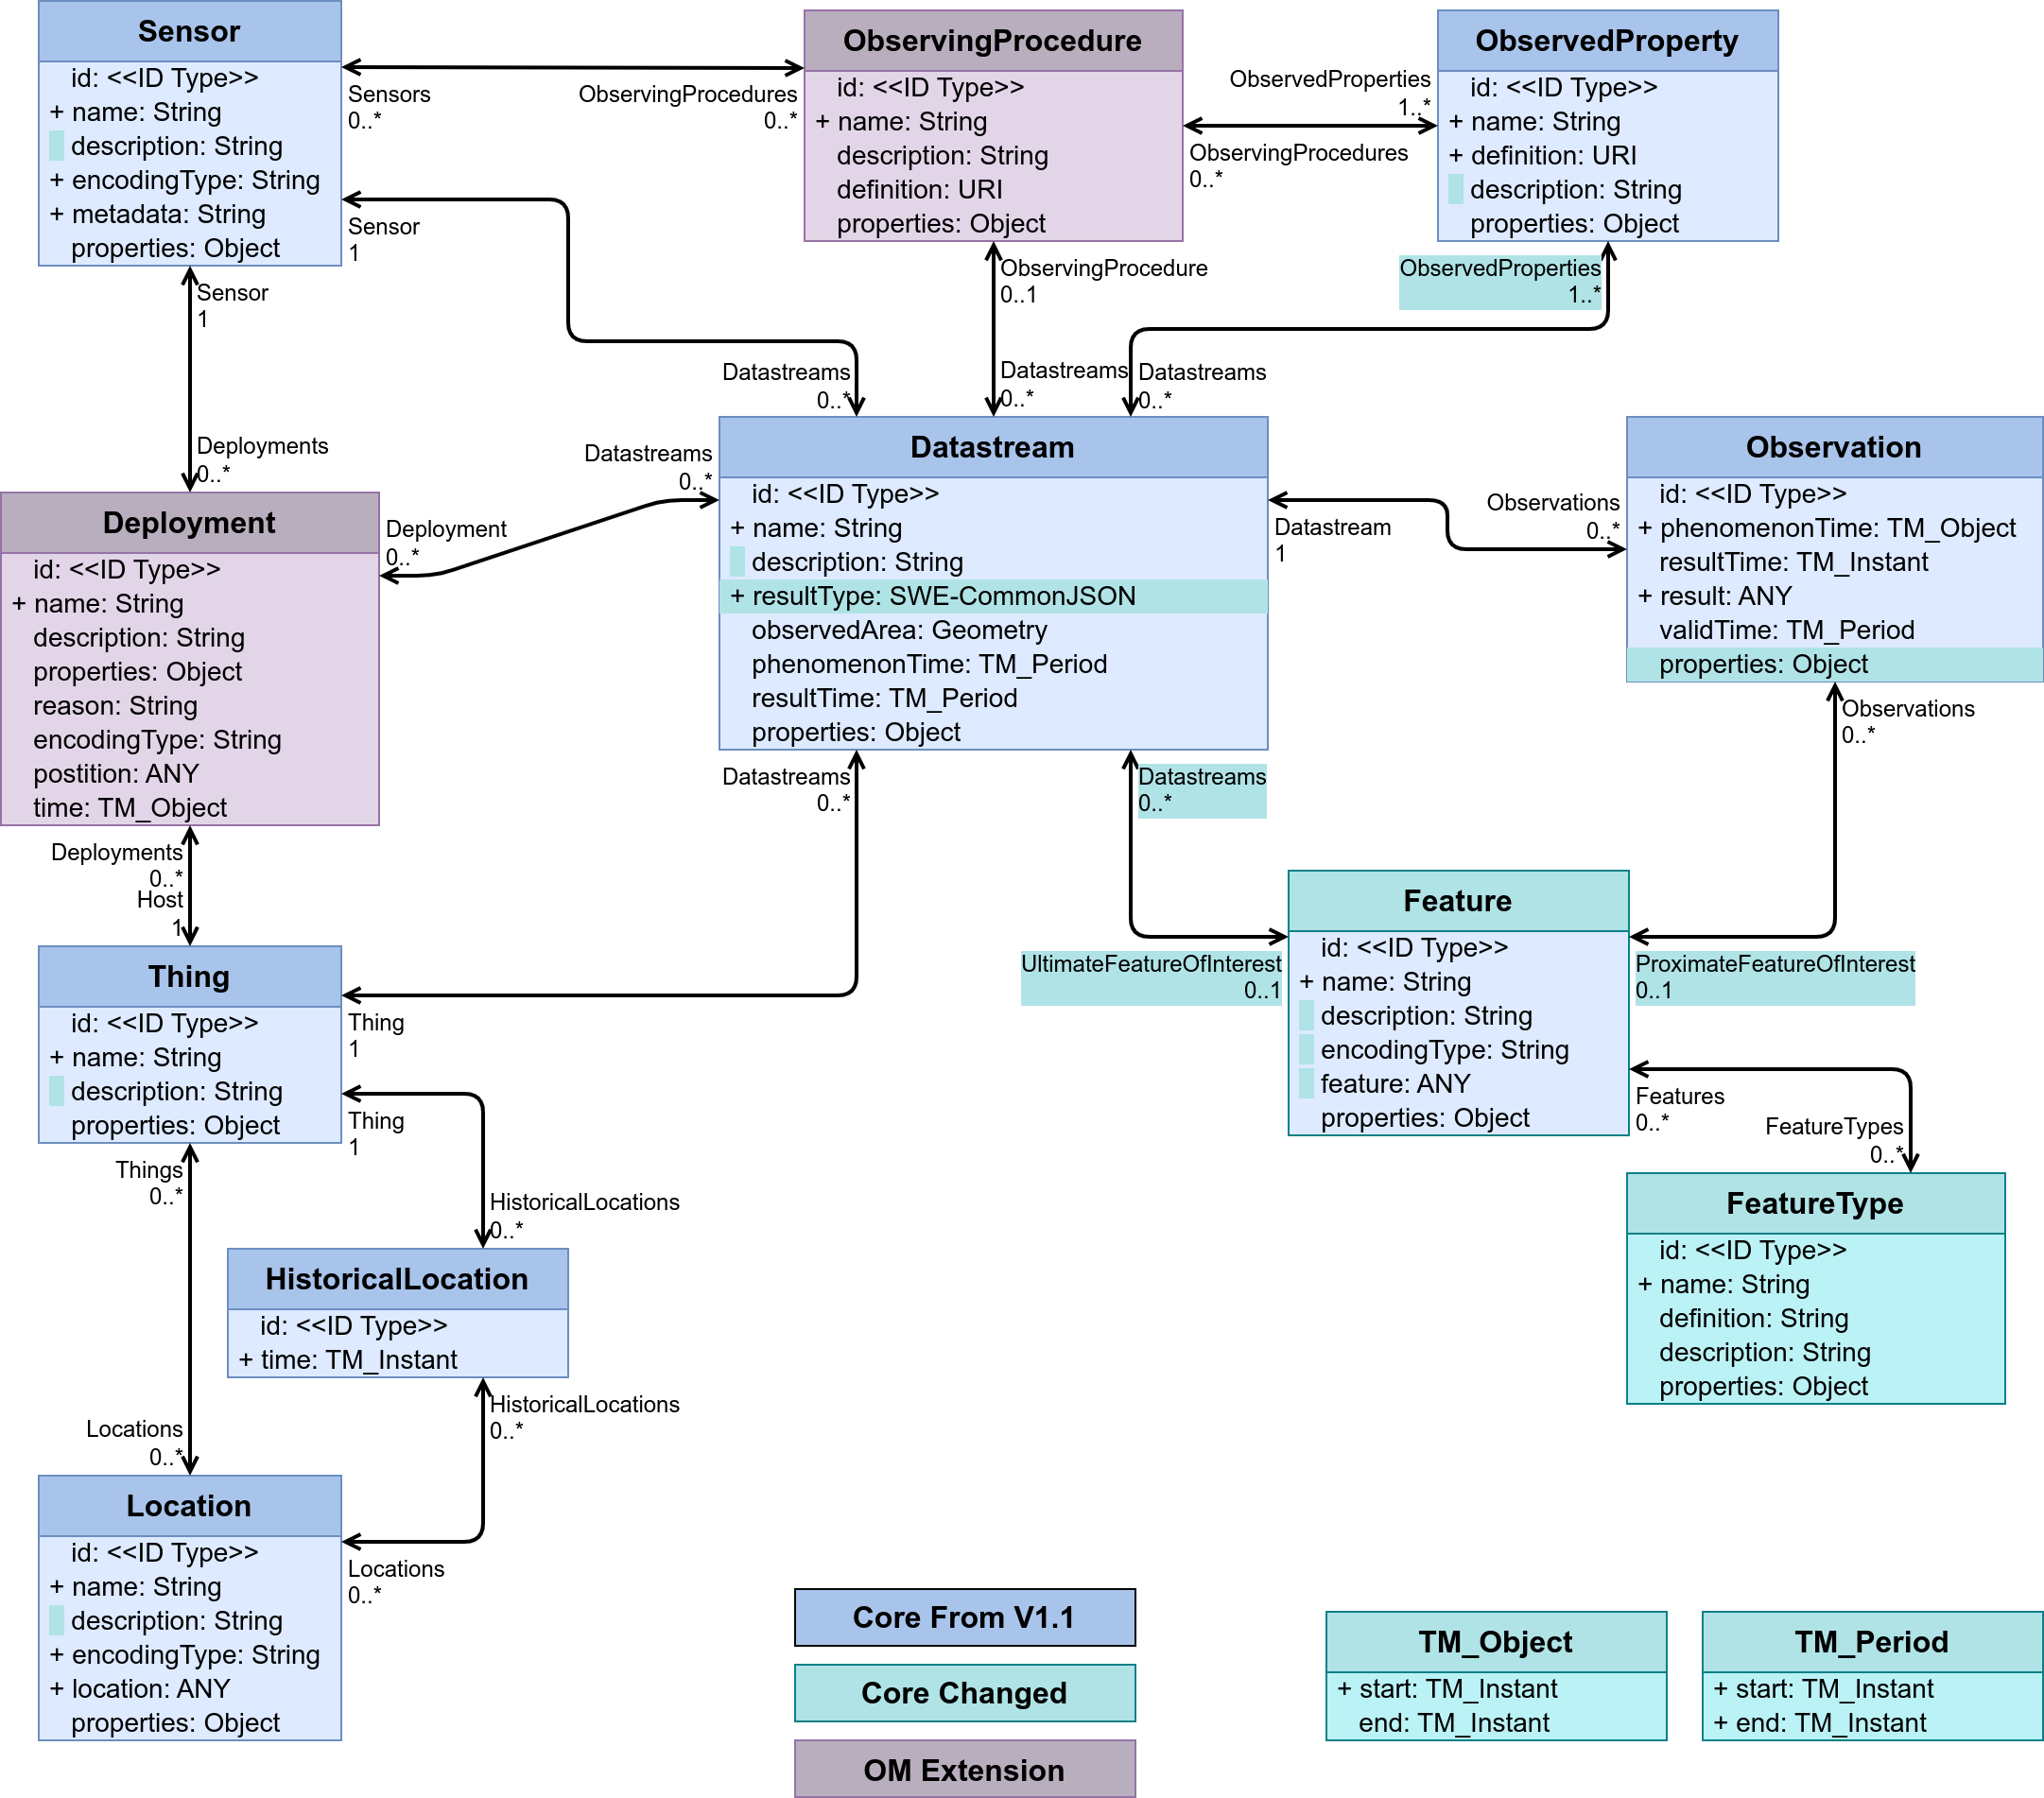 Sensor
id: <<ID Type>>
+ name: String
description: String
+ encodingType: String
+ metadata: String
properties: Object
Sensors
0..*
ObservingProcedures
0..*
ObservingProcedure
id: <<ID Type>>
+ name: String
description: String
definition: URI
properties: Object
ObservedProperties
1..*
ObservingProcedures
0..*
ObservedProperty
id: <<ID Type>>
+ name: String
+ definition: URI
description: String
properties: Object
Sensor
1
Sensor
1
ObservingProcedure
0..1
ObservedProperties
1..*
Datastreams
0..*
Datastreams
0..*
Datastreams
0..*
Deployments
0..*
Datastreams
0..*
Deployment
0..*
Deployment
id: <<ID Type>>
+ name: String
description: String
properties: Object
reason: String
encodingType: String
postition: ANY
time: TM_Object
Datastream
id: <<ID Type>>
+ name: String
description: String
+ resultType: SWE-CommonJSON
observedArea: Geometry
phenomenonTime: TM_Period
resultTime: TM_Period
properties: Object
Datastream
1
Observations
0..*
Observation
id: <<ID Type>>
+ phenomenonTime: TM_Object
resultTime: TM_Instant
+ result: ANY
validTime: TM_Period
properties: Object
Observations
0..*
Datastreams
0..*
Datastreams
0..*
Deployments
0..*
Host
1
Thing
id: <<ID Type>>
+ name: String
description: String
properties: Object
Thing
1
Thing
1
UltimateFeatureOfInterest
0..1
Feature
id: <<ID Type>>
+ name: String
description: String
encodingType: String
feature: ANY
properties: Object
ProximateFeatureOfInterest
0..1
Features
0..*
FeatureTypes
0..*
FeatureType
id: <<ID Type>>
+ name: String
definition: String
description: String
properties: Object
Things
0..*
HistoricalLocations
0..*
HistoricalLocation
id: <<ID Type>>
+ time: TM_Instant
HistoricalLocations
0..*
Locations
0..*
Location
id: <<ID Type>>
+ name: String
description: String
+ encodingType: String
+ location: ANY
properties: Object
Locations
0..*
Core From V1.1
Core Changed
OM Extension
TM_Object
+ start: TM_Instant
end: TM_Instant
TM_Period
+ start: TM_Instant
+ end: TM_Instant